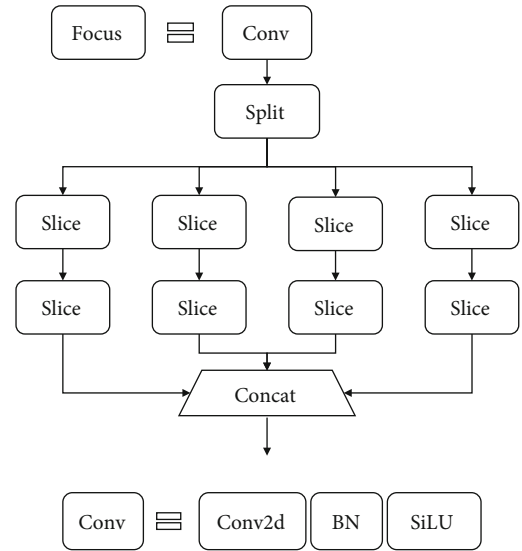 Focus = Conv
Split
Slice Slice Slice Slice
Slice Slice Slice Slice
Concat
Conv = Conv2d BN SiLU